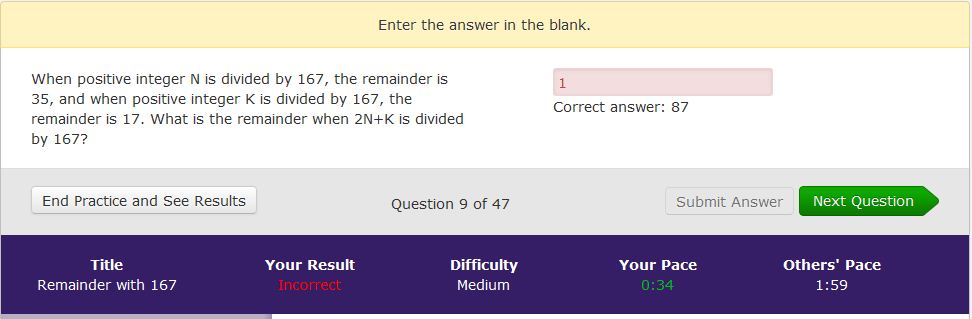 Enter the answer in the blank.
When positive integer N is divided by 167, the remainder is
35, and when positive integer K is divided by 167, the
remainder is 17. What is the remainder when 2N+K is divided
by 167?
1
Correct answer: 87
End Practice and See Results
Question 9 of 47
Submit Answer
Next Question
Title
Remainder with 167
Your Result
Incorrect
Difficulty
Medium
Your Pace
0:34
Others' Pace
1:59